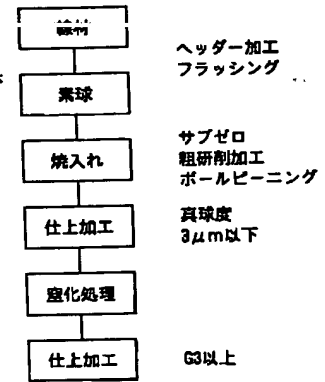 線材
ヘッダー加工
フラッシング
素球
サブゼロ
粗研削加工
ボールピーニング
焼入れ
真球度
3μm以下
仕上加工
窒化処理
仕上加工
G3以上